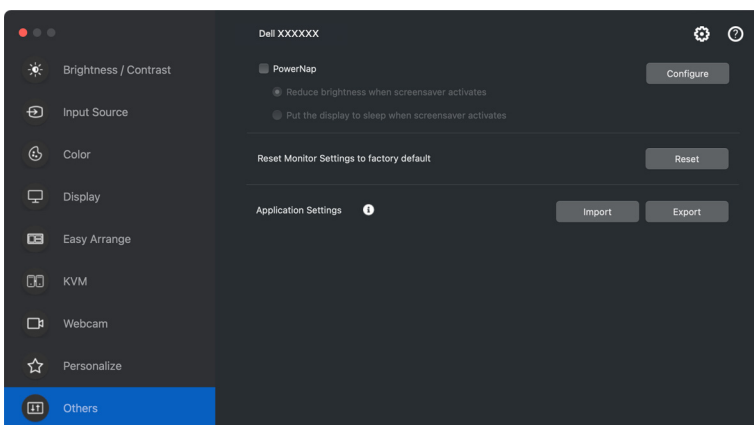 Dell XXXXXX
Brightness / Contrast
Input Source
Color
Display
Easy Arrange
KVM
Webcam
Personalize
Others
PowerNap
Configure
Reduce brightness when screensaver activates
Put the display to sleep when screensaver activates
Reset Monitor Settings to factory default
Reset
Application Settings
Import
Export